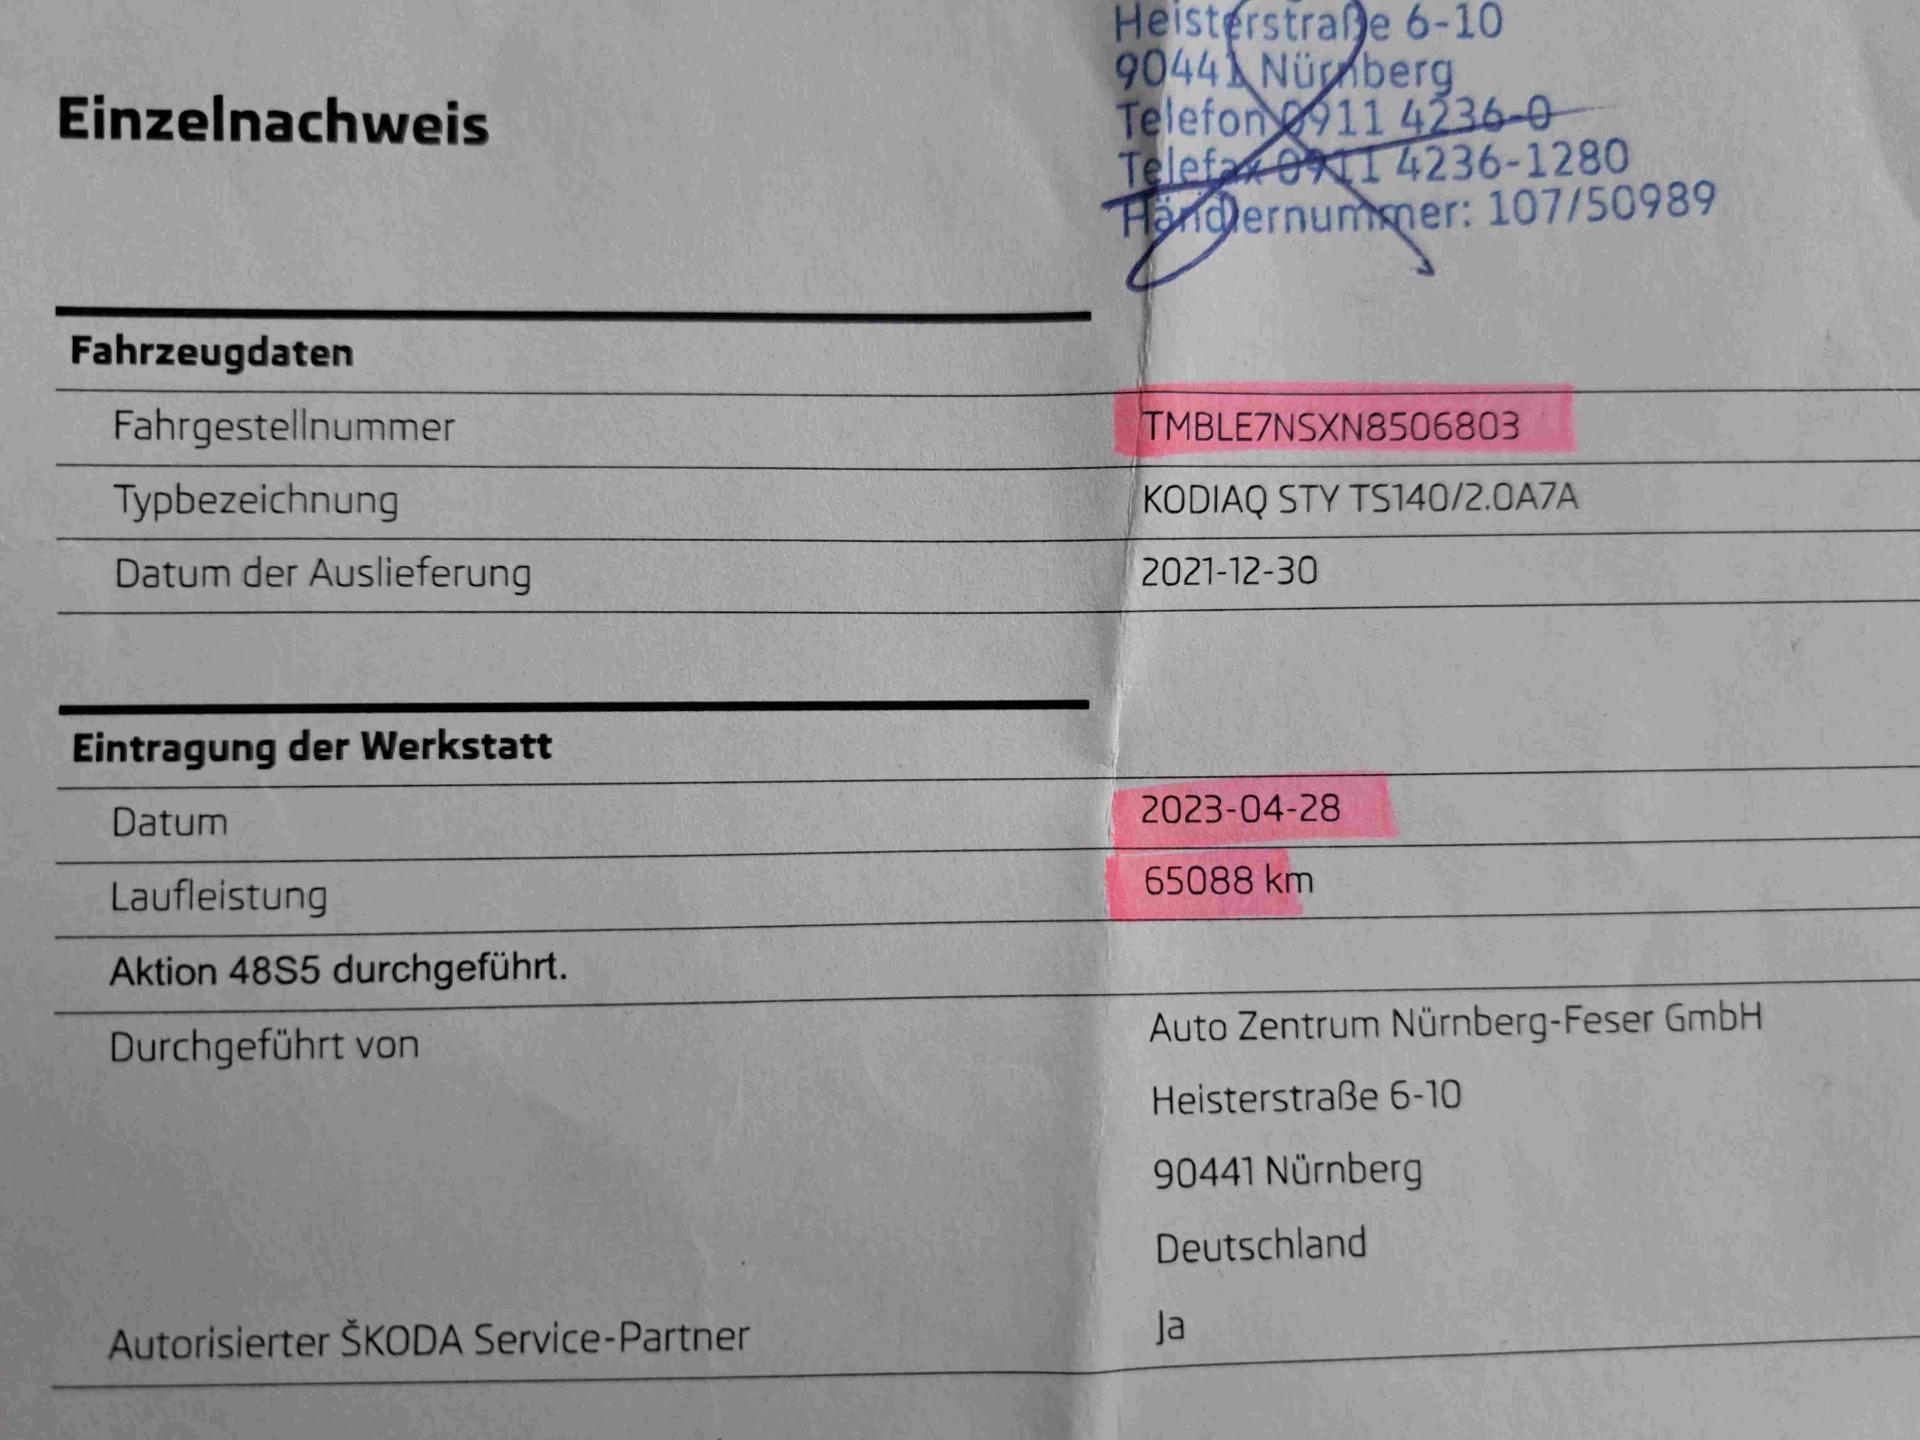 Heisterstraße 6-10
90441 Nürnberg
Telefon 0911 4236-0
Telefax 0911 4236-1280
Händlernummer: 107/50989
Einzelnachweis
Fahrzeugdaten
Fahrgestellnummer TMBLE7NSXN8506803
Typbezeichnung KODIAQ STY TS140/2.0A7A
Datum der Auslieferung 2021-12-30
Eintragung der Werkstatt
Datum 2023-04-28
Laufleistung 65088 km
Aktion 48S5 durchgeführt.
Durchgeführt von Auto Zentrum Nürnberg-Feser GmbH
Heisterstraße 6-10
90441 Nürnberg
Deutschland
Autorisierter ŠKODA Service-Partner Ja